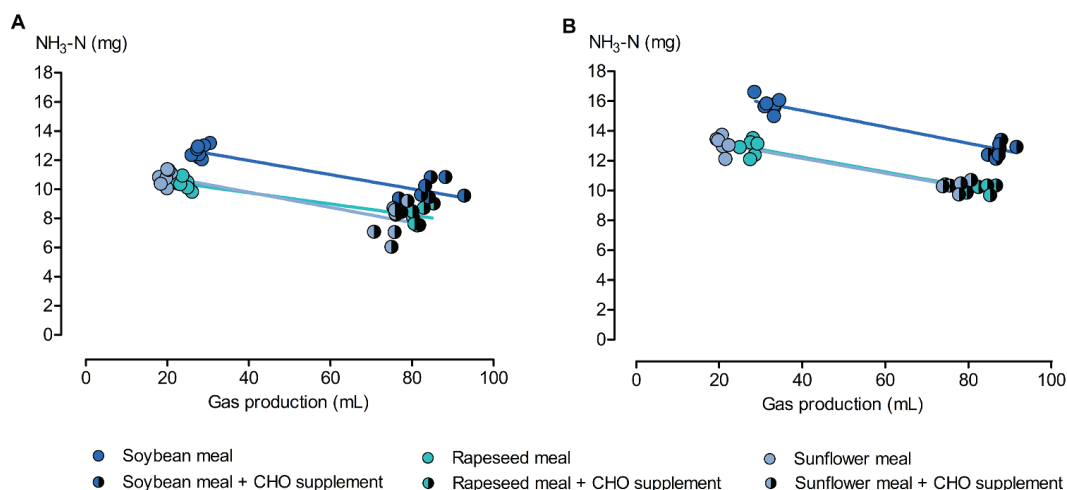 A
NH3-N (mg)
18
16
14
12
10
8
6
4
2
0
0 20 40 60 80 100
Gas production (mL)
B
NH3-N (mg)
18
16
14
12
10
8
6
4
2
0
0 20 40 60 80 100
Gas production (mL)
Soybean meal Rapeseed meal Sunflower meal
Soybean meal + CHO supplement Rapeseed meal + CHO supplement Sunflower meal + CHO supplement